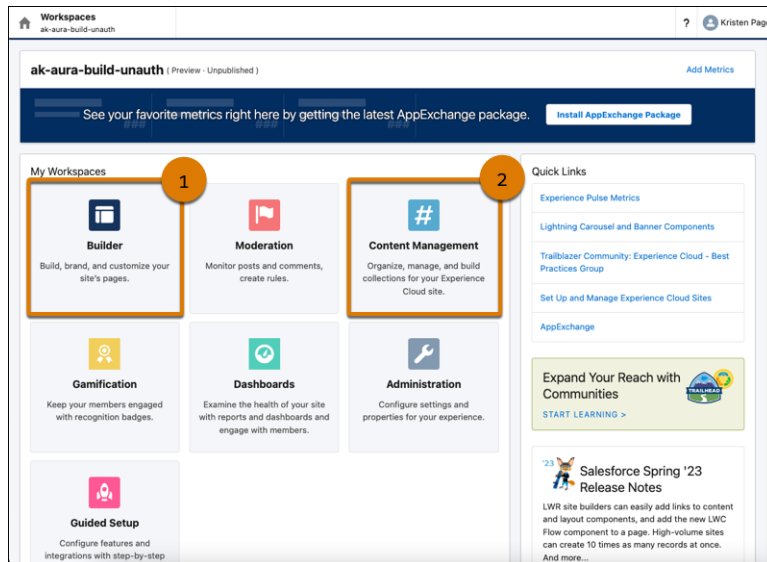 Workspaces
ak-aura-build-unauth
?
Kristen Page
ak-aura-build-unauth ( Preview - Unpublished )
Add Metrics
See your favorite metrics right here by getting the latest AppExchange package.
Install AppExchange Package
###
###
###
My Workspaces
1
2
Builder
Build, brand, and customize your
site's pages.
Moderation
Monitor posts and comments,
create rules.
Content Management
Organize, manage, and build
collections for your Experience
Cloud site.
Gamification
Keep your members engaged
with recognition badges.
Dashboards
Examine the health of your site
with reports and dashboards and
engage with members.
Administration
Configure settings and
properties for your experience.
Guided Setup
Configure features and
integrations with step-by-step
Quick Links
Experience Pulse Metrics
Lightning Carousel and Banner Components
Trailblazer Community: Experience Cloud - Best
Practices Group
Set Up and Manage Experience Cloud Sites
AppExchange
Expand Your Reach with
Communities
START LEARNING >
TRAILHEAD
'23
Salesforce Spring '23
Release Notes
LWR site builders can easily add links to content
and layout components, and add the new LWC
Flow component to a page. High-volume sites
can create 10 times as many records at once.
And more...